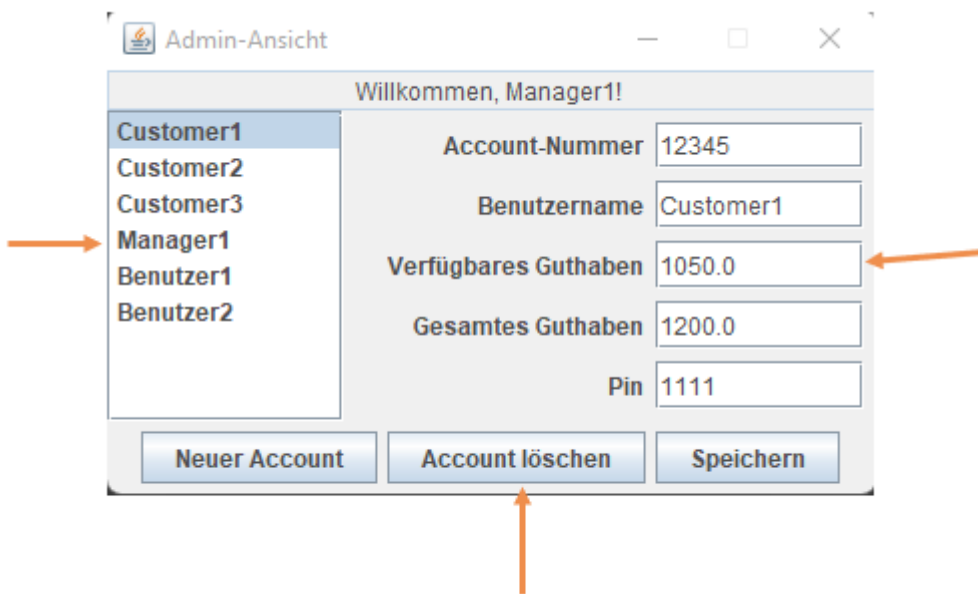 Admin-Ansicht
Willkommen, Manager1!
Customer1
Customer2
Customer3
Manager1
Benutzer1
Benutzer2
Account-Nummer 12345
Benutzername Customer1
Verfügbares Guthaben 1050.0
Gesamtes Guthaben 1200.0
Pin 1111
Neuer Account Account löschen Speichern